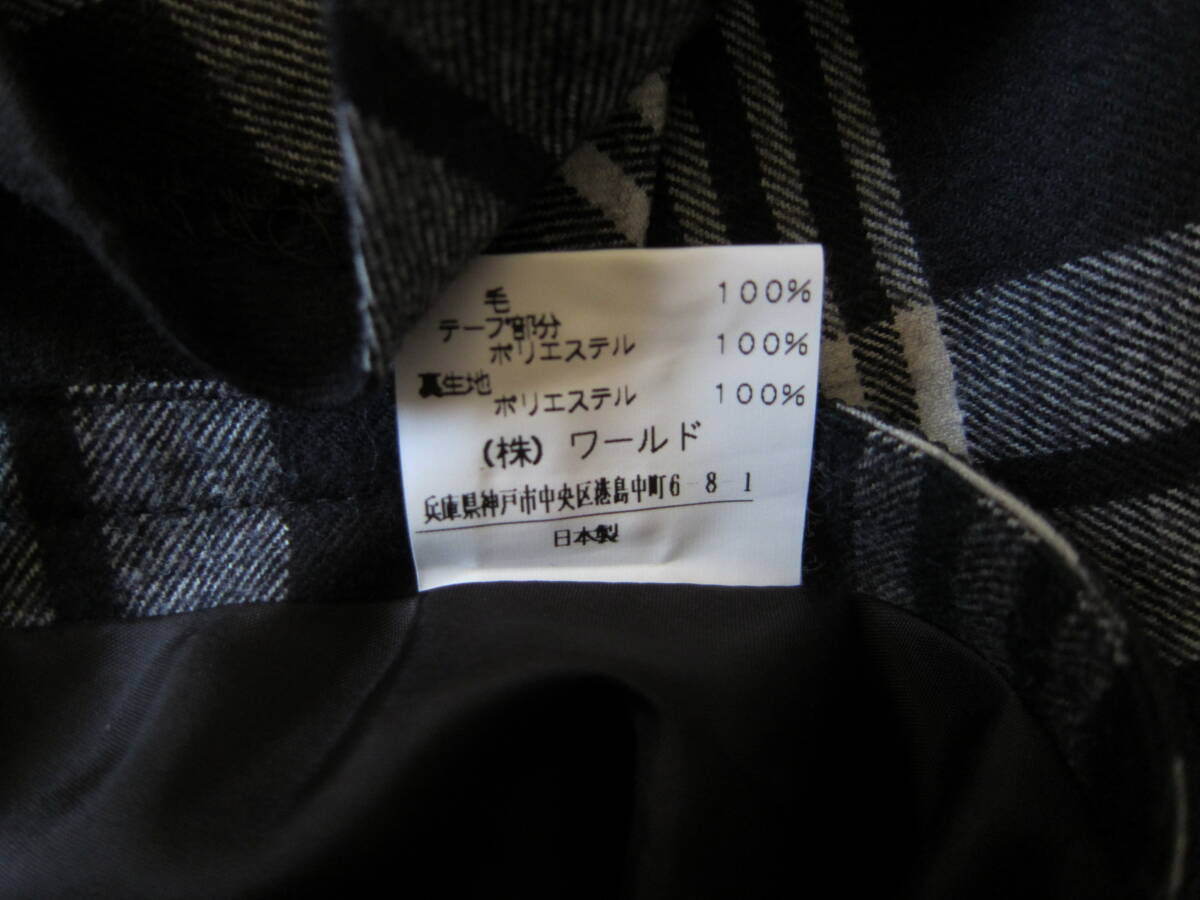 毛 100%
テープ部分
ポリエステル 100%
裏生地
ポリエステル 100%
(株) ワールド
兵庫県神戸市中央区港島中町6-8-1
日本製